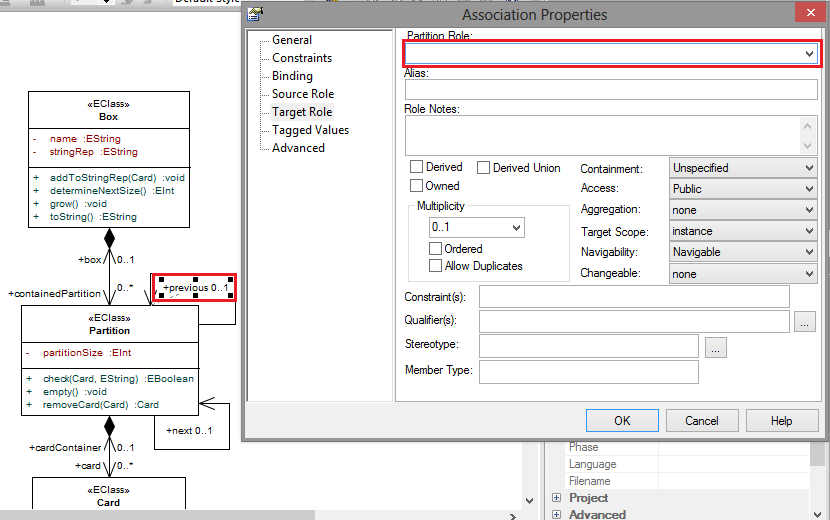 Default Style
Association Properties
General
Constraints
Binding
Source Role
Target Role
Tagged Values
Advanced
Partition Role:
Alias:
Role Notes:
Derived
Derived Union
Owned
Multiplicity
0..1
Ordered
Allow Duplicates
Containment: Unspecified
Access: Public
Aggregation: none
Target Scope: instance
Navigability: Navigable
Changeable: none
Constraint(s):
Qualifier(s):
...
Stereotype:
...
Member Type:
OK
Cancel
Help
«EClass»
Box
- name :EString
- stringRep :EString
+ addToStringRep(Card) :void
+ determineNextSize() :EInt
+ grow() :void
+ toString() :EString
+box 0..1
+containedPartition 0..*
+previous 0..1
«EClass»
Partition
- partitionSize :EInt
+ check(Card, EString) :EBoolean
+ empty() :void
+ removeCard(Card) :Card
+next 0..1
+cardContainer 0..1
+card 0..*
«EClass»
Card
Phase
Language
Filename
Project
Advanced